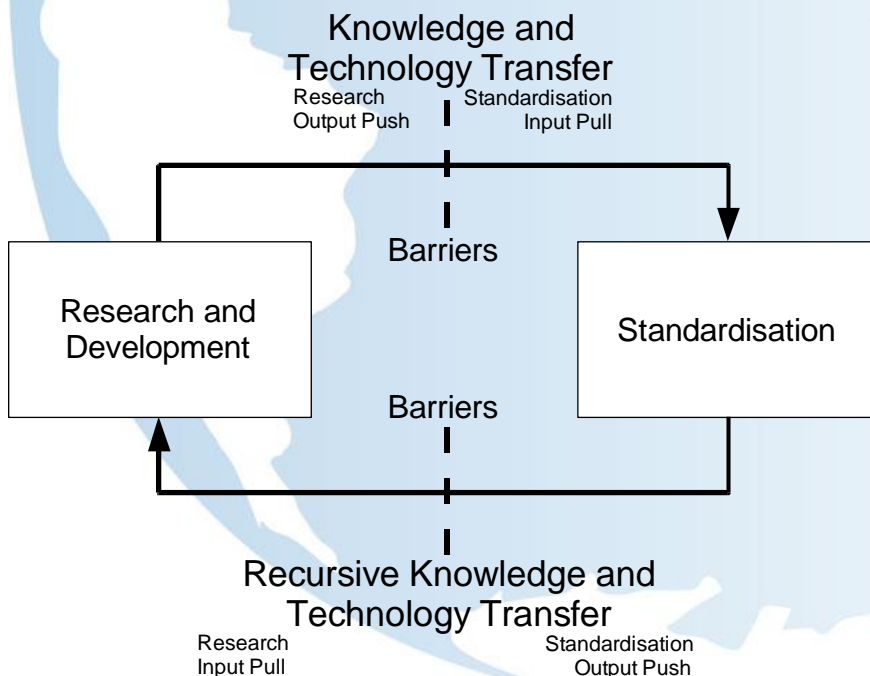 Knowledge and
Technology Transfer
Research
Output Push
Standardisation
Input Pull
Barriers
Research and
Development
Standardisation
Barriers
Recursive Knowledge and
Technology Transfer
Research
Input Pull
Standardisation
Output Push